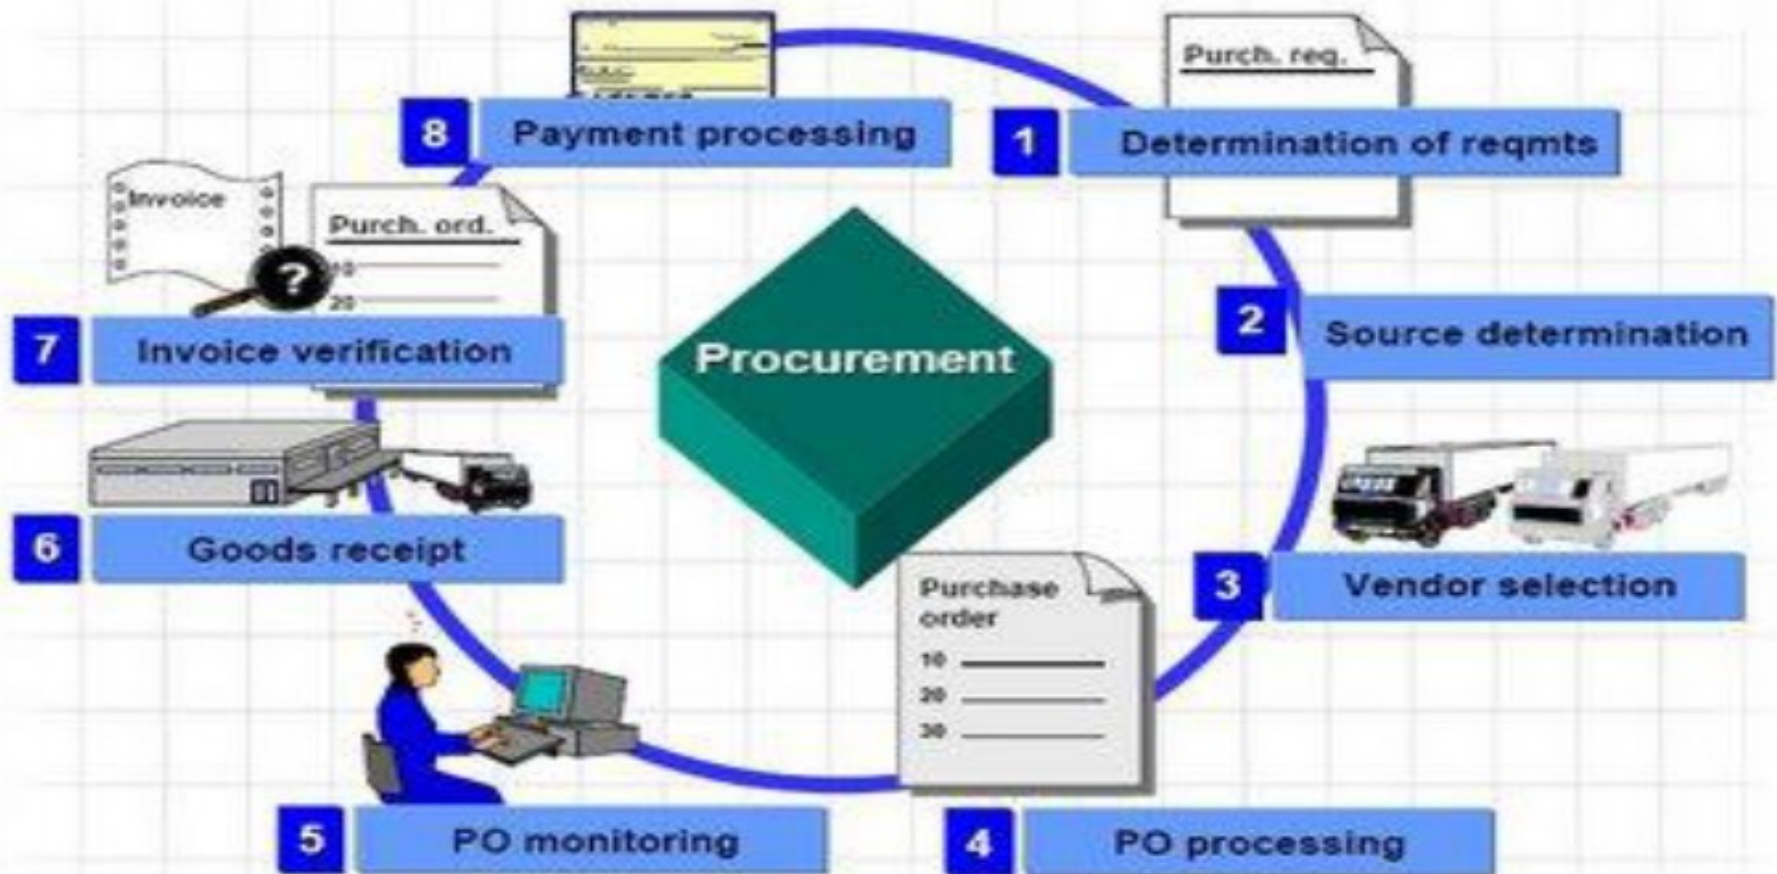 Purch. req.
1 Determination of reqmts
2 Source determination
3 Vendor selection
Purchase
order
10
20
30
4 PO processing
5 PO monitoring
6 Goods receipt
Invoice
Purch. ord.
10
20
?
7 Invoice verification
8 Payment processing
Procurement